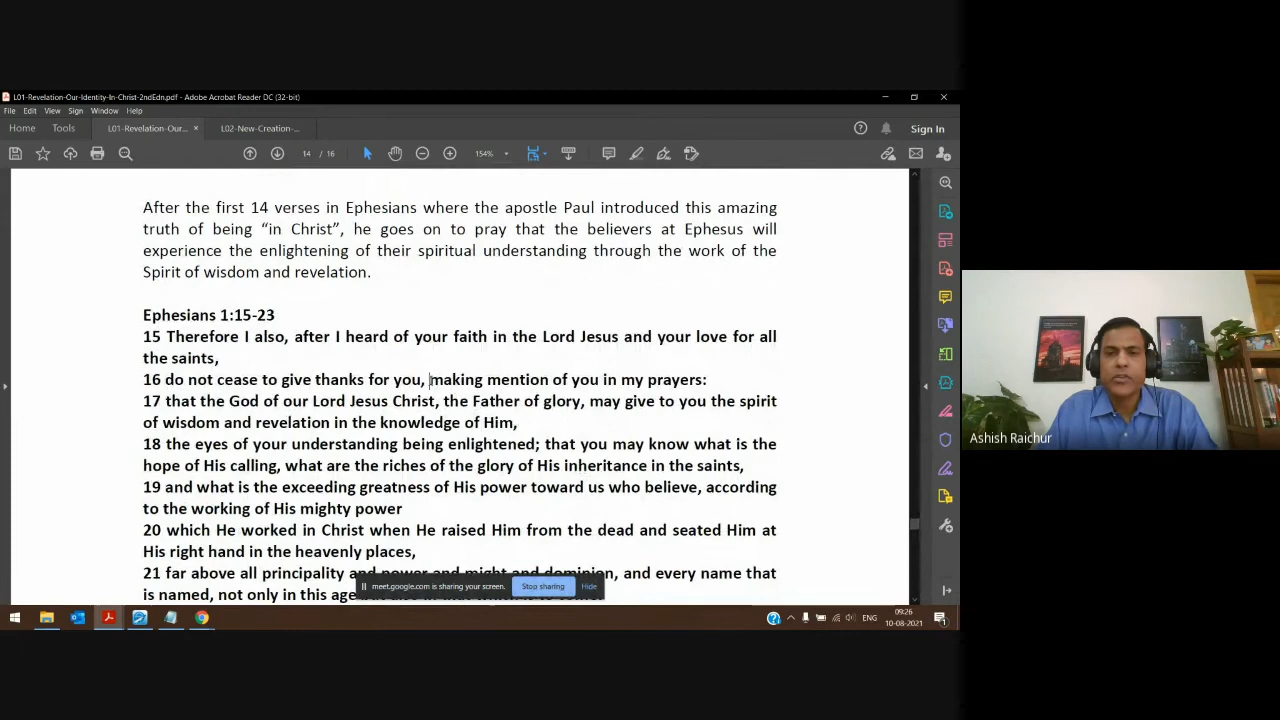 L01-Revelation-Our-Identity-In-Christ-2ndEdn.pdf - Adobe Acrobat Reader DC (32-bit)
File Edit View Sign Window Help
Home Tools L01-Revelation-Our... × L02-New-Creation-... Sign In
14 / 16 154%
After the first 14 verses in Ephesians where the apostle Paul introduced this amazing
truth of being “in Christ”, he goes on to pray that the believers at Ephesus will
experience the enlightening of their spiritual understanding through the work of the
Spirit of wisdom and revelation.
Ephesians 1:15-23
15 Therefore I also, after I heard of your faith in the Lord Jesus and your love for all
the saints,
16 do not cease to give thanks for you, making mention of you in my prayers:
17 that the God of our Lord Jesus Christ, the Father of glory, may give to you the spirit
of wisdom and revelation in the knowledge of Him,
18 the eyes of your understanding being enlightened; that you may know what is the
hope of His calling, what are the riches of the glory of His inheritance in the saints,
19 and what is the exceeding greatness of His power toward us who believe, according
to the working of His mighty power
20 which He worked in Christ when He raised Him from the dead and seated Him at
His right hand in the heavenly places,
21 far above all principality and power and might and dominion, and every name that
is named, not only in this age
meet.google.com is sharing your screen. Stop sharing Hide
Ashish Raichur
ENG
09:26
10-08-2021